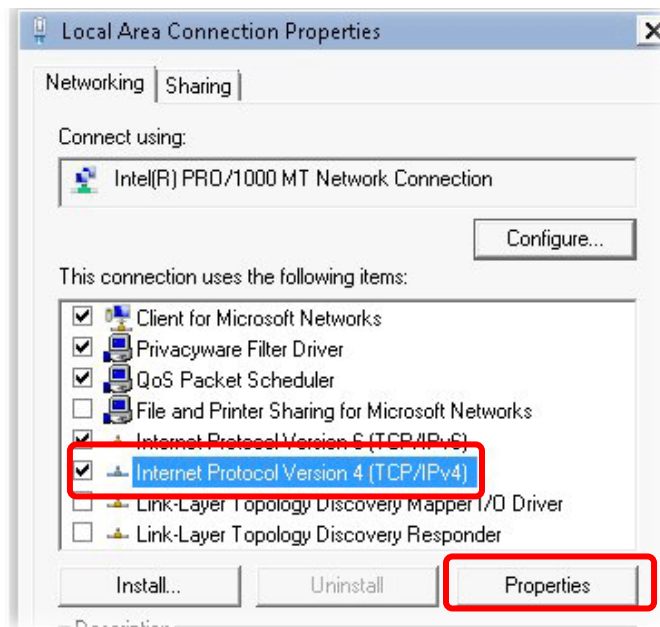 Local Area Connection Properties
Networking Sharing
Connect using:
Intel(R) PRO/1000 MT Network Connection
Configure...
This connection uses the following items:
Client for Microsoft Networks
Privacyware Filter Driver
QoS Packet Scheduler
File and Printer Sharing for Microsoft Networks
Internet Protocol Version 6 (TCP/IPv6)
Internet Protocol Version 4 (TCP/IPv4)
Link-Layer Topology Discovery Mapper I/O Driver
Link-Layer Topology Discovery Responder
Install... Uninstall Properties
Description